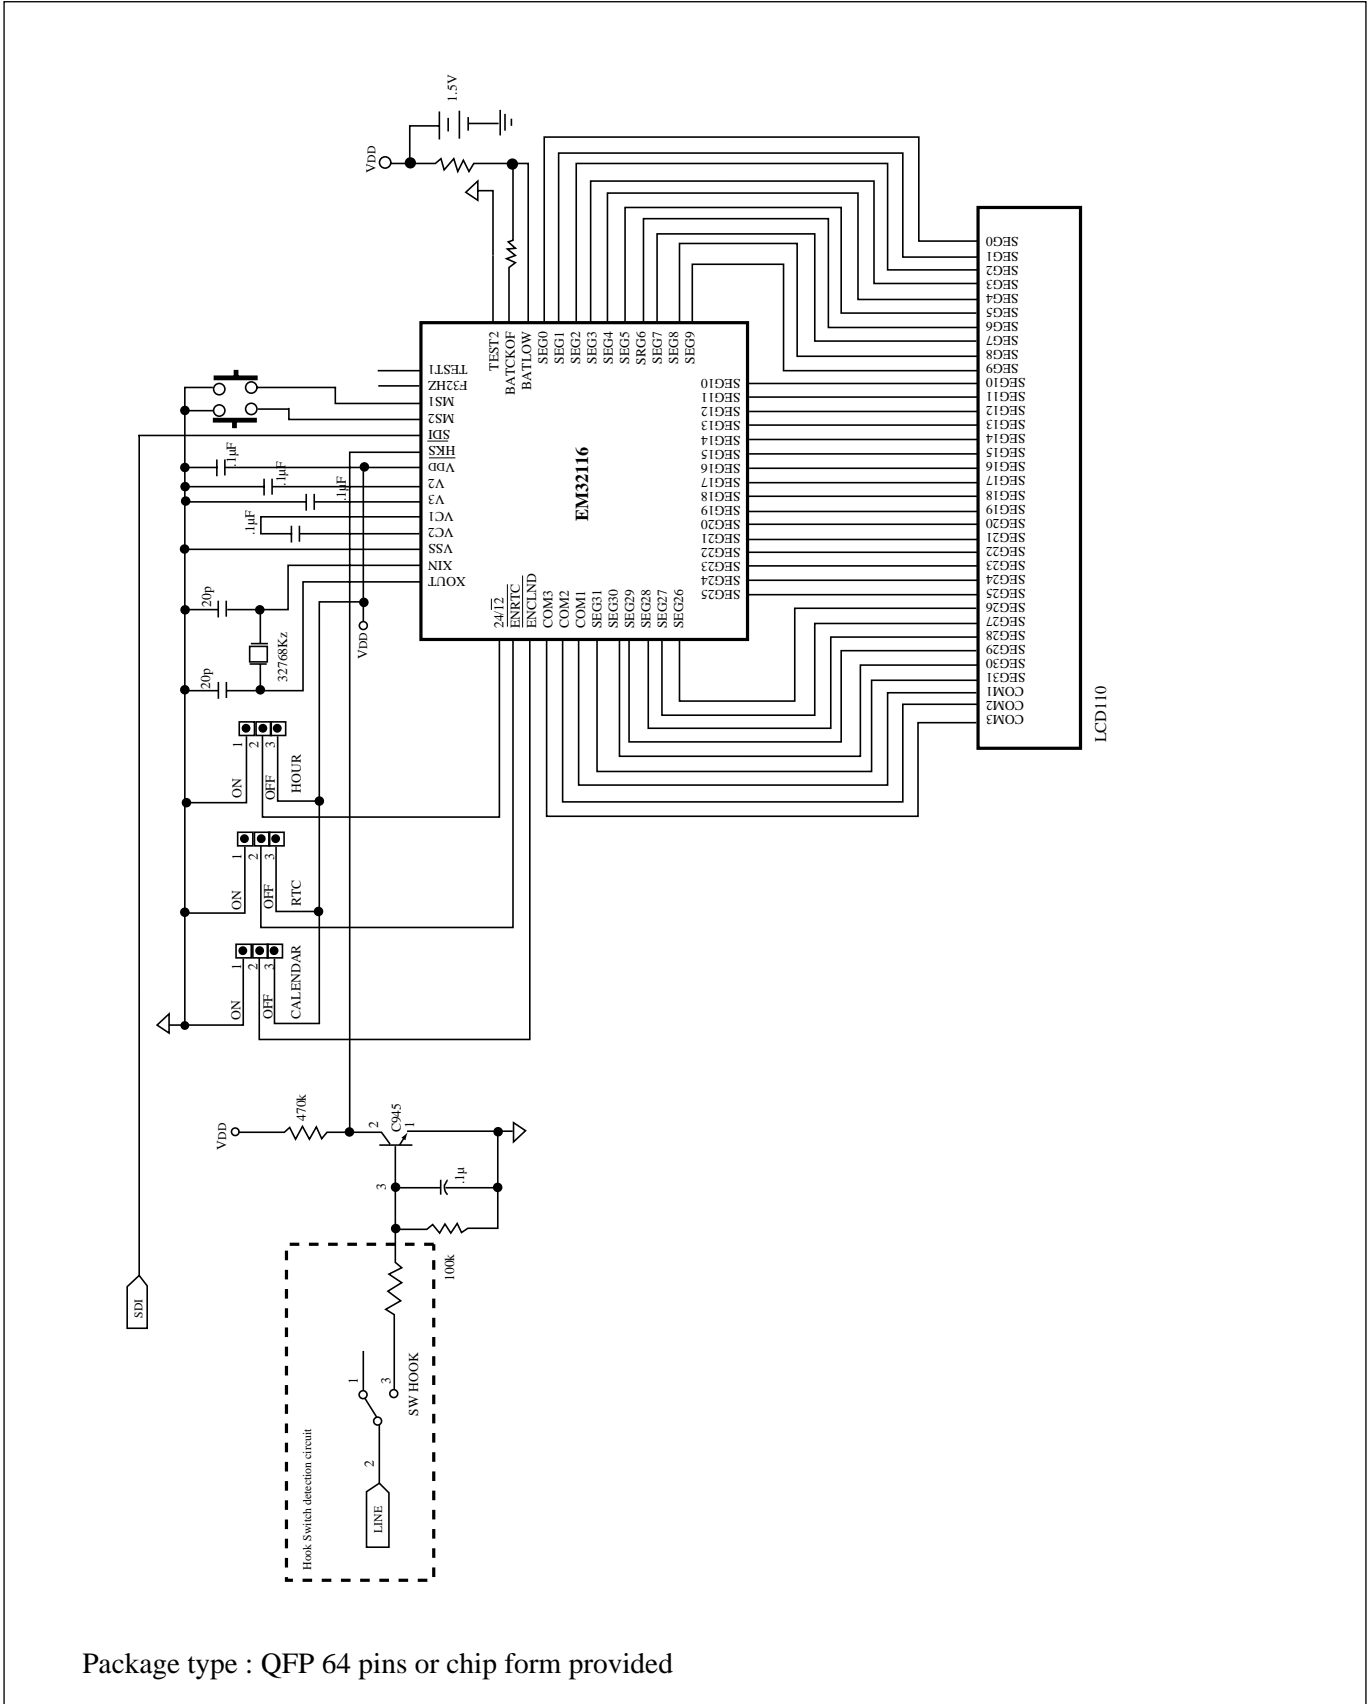 1.5V
VDD
TEST2
BATCKOF
BATLOW
SEG0
SEG1
SEG2
SEG3
SEG4
SEG5
SRG6
SEG7
SEG8
SEG9
TEST1
F32HZ
MS1
MS2
SDI
HKS
VDD
V2
V3
VC1
VC2
VSS
XIN
XOUT
.1µF
.1µF
.1µF
.1µF
EM32116
SEG10
SEG11
SEG12
SEG13
SEG14
SEG15
SEG16
SEG17
SEG18
SEG19
SEG20
SEG21
SEG22
SEG23
SEG24
SEG25
24/12
ENRTC
ENCLND
COM3
COM2
COM1
SEG31
SEG30
SEG29
SEG28
SEG27
SEG26
SEG0
SEG1
SEG2
SEG3
SEG4
SEG5
SEG6
SEG7
SEG8
SEG9
SEG10
SEG11
SEG12
SEG13
SEG14
SEG15
SEG16
SEG17
SEG18
SEG19
SEG20
SEG21
SEG22
SEG23
SEG24
SEG25
SEG26
SEG27
SEG28
SEG29
SEG30
SEG31
COM1
COM2
COM3
LCD110
20p
32768Kz
20p
VDD
1
2
3
ON
OFF
HOUR
1
2
3
ON
OFF
RTC
1
2
3
ON
OFF
CALENDAR
VDD
470k
2
C945
1
3
.1µ
100k
SDI
1
3
SW HOOK
2
LINE
Hook Switch detection circuit
Package type : QFP 64 pins or chip form provided